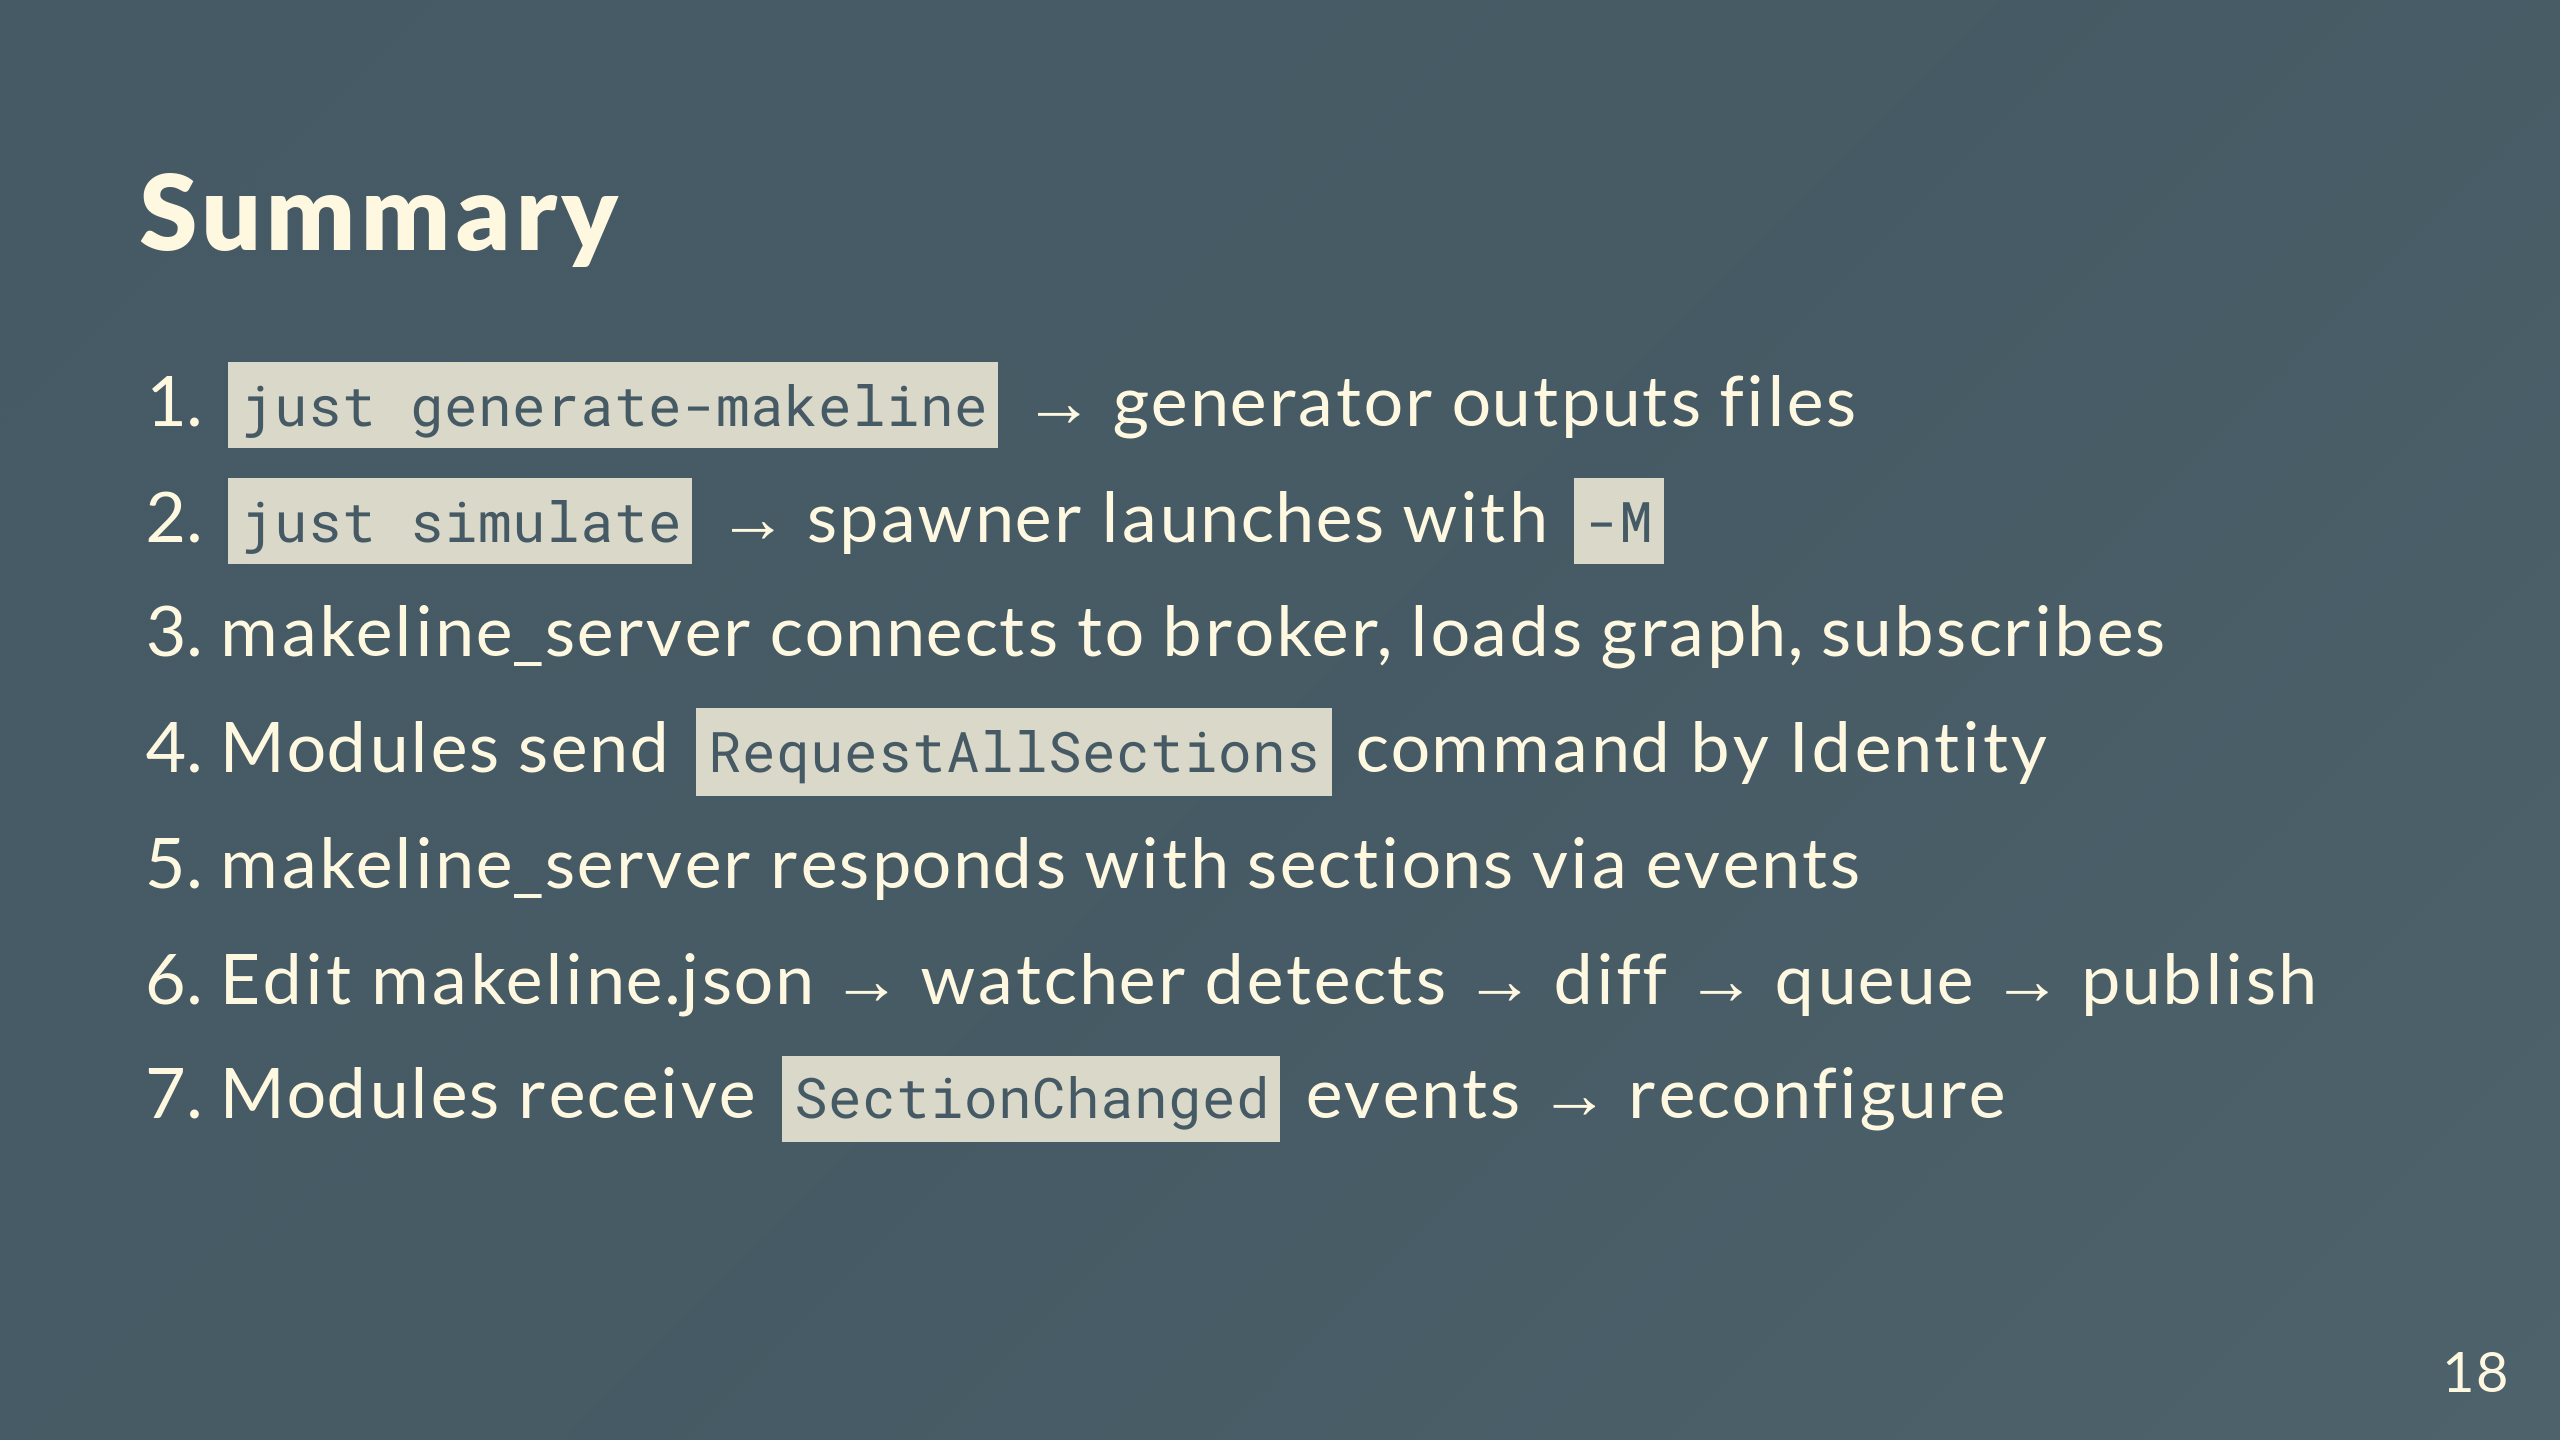 Summary
1. just generate-makeline → generator outputs files
2. just simulate → spawner launches with -M
3. makeline_server connects to broker, loads graph, subscribes
4. Modules send RequestAllSections command by Identity
5. makeline_server responds with sections via events
6. Edit makeline.json → watcher detects → diff → queue → publish
7. Modules receive SectionChanged events → reconfigure
18